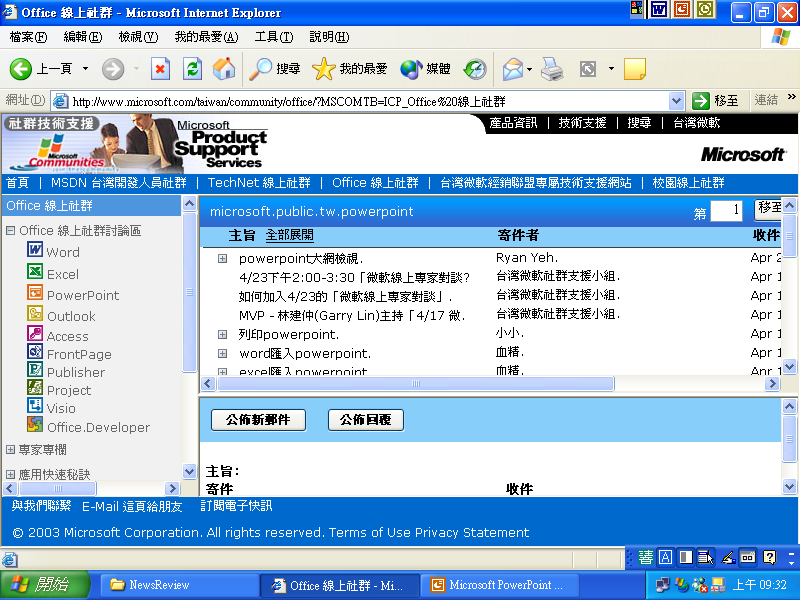 Office 線上社群 - Microsoft Internet Explorer
檔案(F) 編輯(E) 檢視(V) 我的最愛(A) 工具(T) 說明(H)
上一頁 搜尋 我的最愛 媒體
網址(D) http://www.microsoft.com/taiwan/community/office/?MSCOMTB=ICP_Office%20線上社群 移至 連結 »
社群技術支援 Microsoft Product Support Services
Microsoft Communities
產品資訊 | 技術支援 | 搜尋 | 台灣微軟
Microsoft
首頁 | MSDN 台灣開發人員社群 | TechNet 線上社群 | Office 線上社群 | 台灣微軟經銷聯盟專屬技術支援網站 | 校園線上社群
Office 線上社群
Office 線上社群討論區
Word
Excel
PowerPoint
Outlook
Access
FrontPage
Publisher
Project
Visio
Office.Developer
專家專欄
應用快速秘訣
microsoft.public.tw.powerpoint 第 1 移至
主旨 全部展開 寄件者 收件
powerpoint大網檢視. Ryan Yeh. Apr 2
4/23下午2:00-3:30「微軟線上專家對談? 台灣微軟社群支援小組. Apr 1
如何加入4/23的「微軟線上專家對談」. 台灣微軟社群支援小組. Apr 1
MVP - 林建仲(Garry Lin)主持「4/17 微. 台灣微軟社群支援小組. Apr 1
列印powerpoint. 小小. Apr 1
word匯入powerpoint. 血精. Apr 1
excel匯入powerpoint. 血精. Apr 1
公佈新郵件 公佈回覆
主旨:
寄件 收件
與我們聯繫 E-Mail 這頁給朋友 訂閱電子快訊
© 2003 Microsoft Corporation. All rights reserved. Terms of Use Privacy Statement
開始 NewsReview Office 線上社群 - Mi... Microsoft PowerPoint ... 上午 09:32